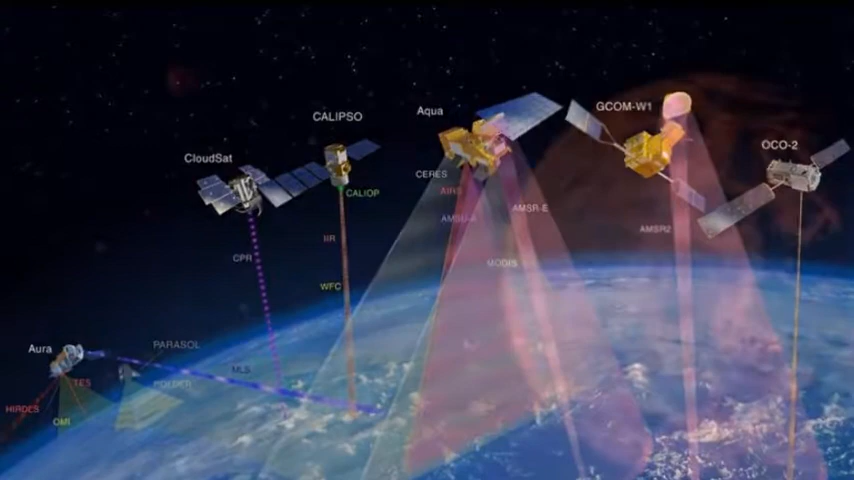 Aqua
GCOM-W1
CALIPSO
OCO-2
CloudSat
CERES
AIRS
CALIOP
AMSU-A
AMSR-E
AMSR2
IIR
CPR
MODIS
WFC
Aura
PARASOL
MLS
TES
POLDER
HIRDLS
OMI